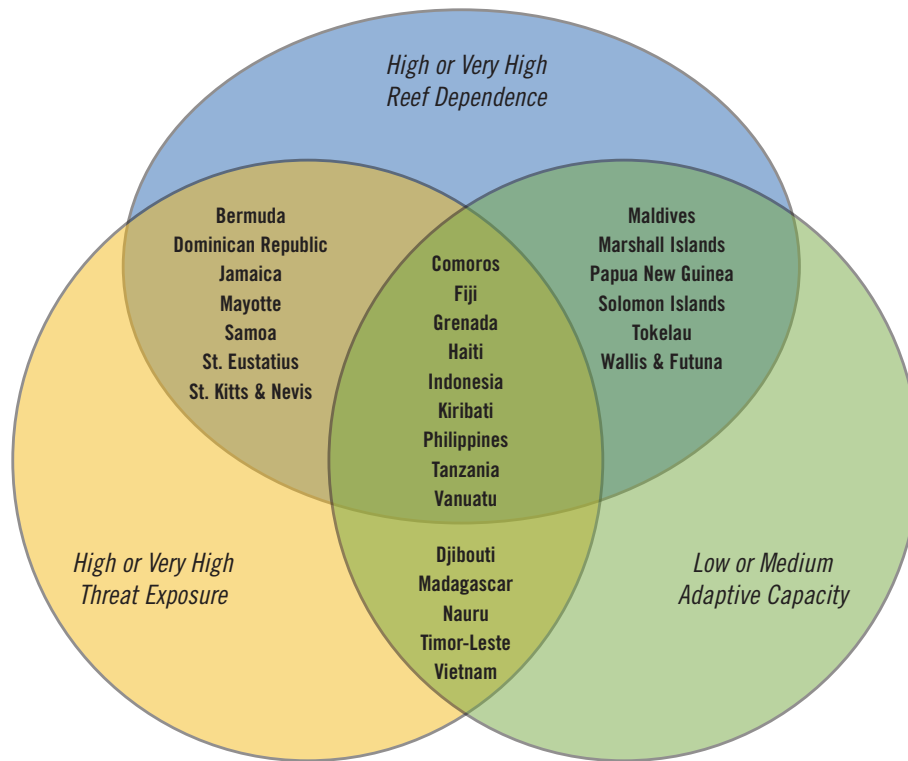 High or Very High
Reef Dependence
Bermuda
Dominican Republic
Jamaica
Mayotte
Samoa
St. Eustatius
St. Kitts & Nevis
Comoros
Fiji
Grenada
Haiti
Indonesia
Kiribati
Philippines
Tanzania
Vanuatu
Maldives
Marshall Islands
Papua New Guinea
Solomon Islands
Tokelau
Wallis & Futuna
High or Very High
Threat Exposure
Djibouti
Madagascar
Nauru
Timor-Leste
Vietnam
Low or Medium
Adaptive Capacity